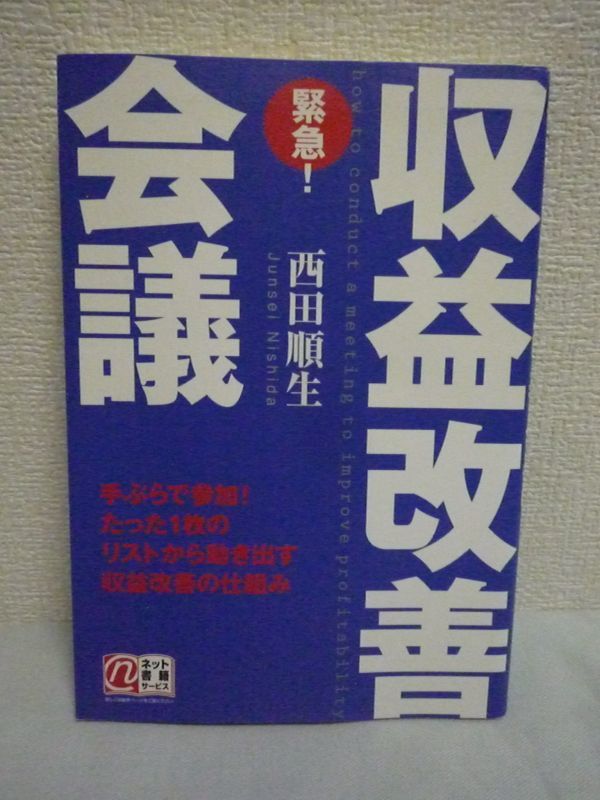 緊急！
収益改善
会議
how to conduct a meeting to improve profitability
西田順生
Junsei Nishida
手ぶらで参加！
たった1枚の
リストから動き出す
収益改善の仕組み
n
ネット
書籍
サービス